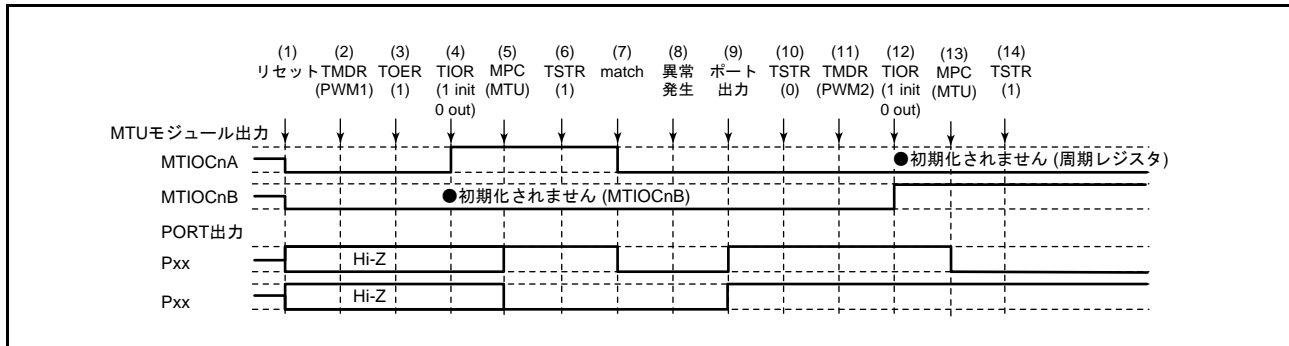 (1) (2) (3) (4) (5) (6) (7) (8) (9) (10) (11) (12) (13) (14)
リセット TMDR TOER TIOR MPC TSTR match 異常 ポート TSTR TMDR TIOR MPC TSTR
(PWM1) (1) (1 init (MTU) (1) 発生 出力 (0) (PWM2) (1 init (MTU) (1)
0 out) 0 out)
MTUモジュール出力
MTIOCnA ●初期化されません (周期レジスタ)
MTIOCnB ●初期化されません (MTIOCnB)
PORT出力
Pxx Hi-Z
Pxx Hi-Z